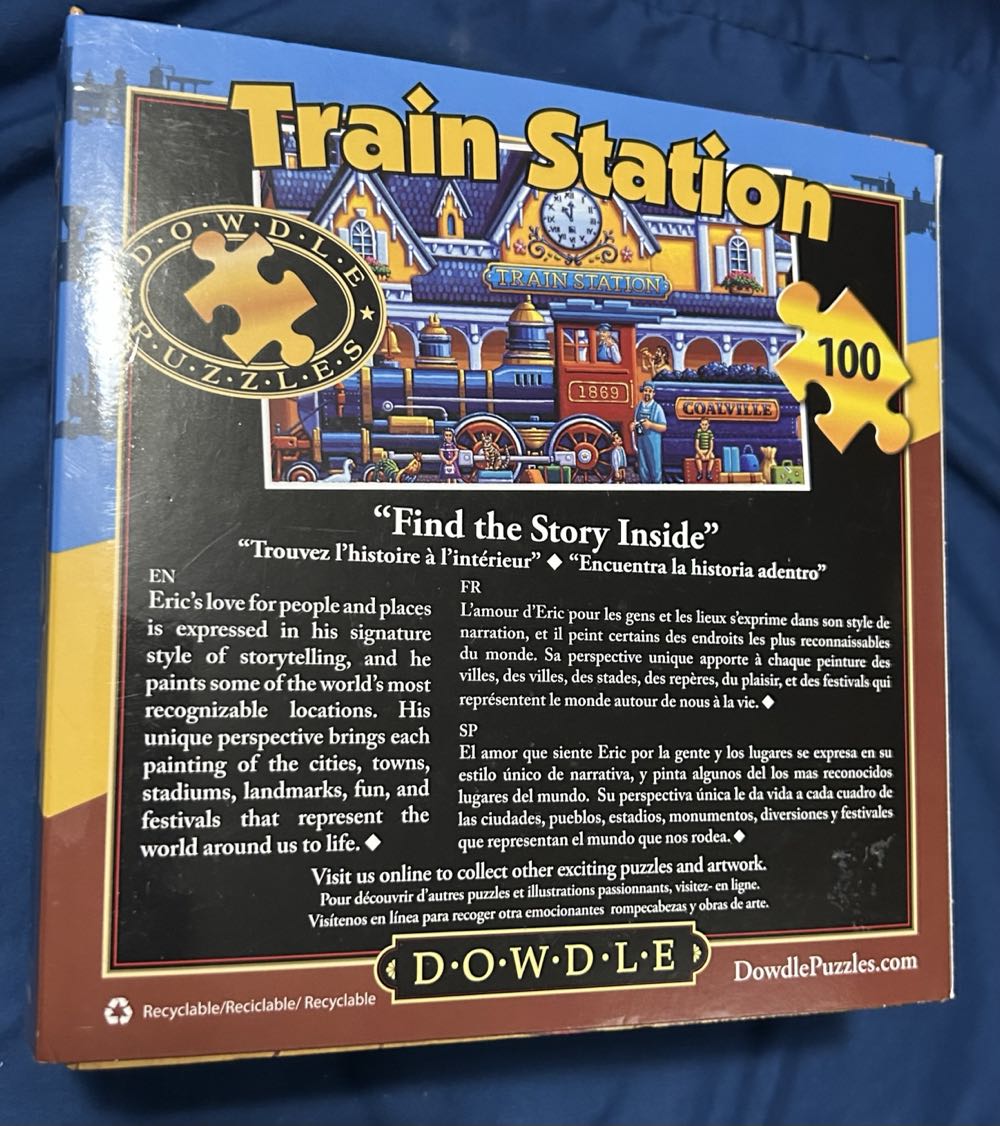 Train Station
D·O·W·D·L·E
P·U·Z·Z·L·E·S
TRAIN STATION
100
1869
COALVILLE
“Find the Story Inside”
“Trouvez l’histoire à l’intérieur” ◆ “Encuentra la historia adentro”
EN
Eric’s love for people and places
is expressed in his signature
style of storytelling, and he
paints some of the world’s most
recognizable locations. His
unique perspective brings each
painting of the cities, towns,
stadiums, landmarks, fun, and
festivals that represent the
world around us to life. ◆
FR
L’amour d’Eric pour les gens et les lieux s’exprime dans son style de
narration, et il peint certains des endroits les plus reconnaissables
du monde. Sa perspective unique apporte à chaque peinture des
villes, des villes, des stades, des repères, du plaisir, et des festivals qui
représentent le monde autour de nous à la vie. ◆
SP
El amor que siente Eric por la gente y los lugares se expresa en su
estilo único de narrativa, y pinta algunos del los mas reconocidos
lugares del mundo. Su perspectiva única le da vida a cada cuadro de
las ciudades, pueblos, estadios, monumentos, diversiones y festivales
que representan el mundo que nos rodea. ◆
Visit us online to collect other exciting puzzles and artwork.
Pour découvrir d’autres puzzles et illustrations passionnants, visitez- en ligne.
Visítenos en línea para recoger otra emocionantes rompecabezas y obras de arte.
D·O·W·D·L·E
DowdlePuzzles.com
Recyclable/Reciclable/ Recyclable